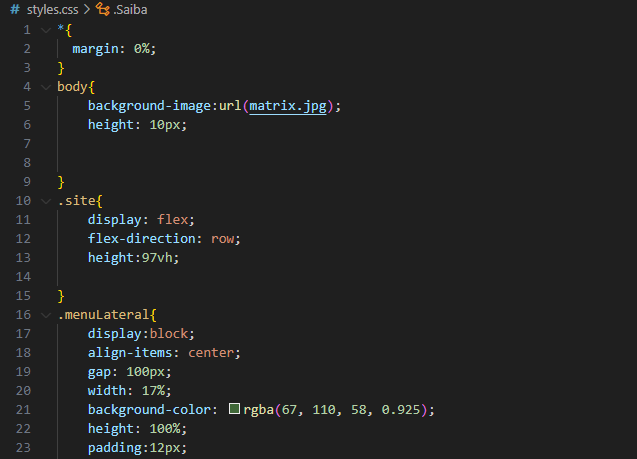 # styles.css > .Saiba
1 *{
2 margin: 0%;
3 }
4 body{
5 background-image:url(matrix.jpg);
6 height: 10px;
7
8
9 }
10 .site{
11 display: flex;
12 flex-direction: row;
13 height:97vh;
14
15 }
16 .menuLateral{
17 display:block;
18 align-items: center;
19 gap: 100px;
20 width: 17%;
21 background-color: rgba(67, 110, 58, 0.925);
22 height: 100%;
23 padding:12px;